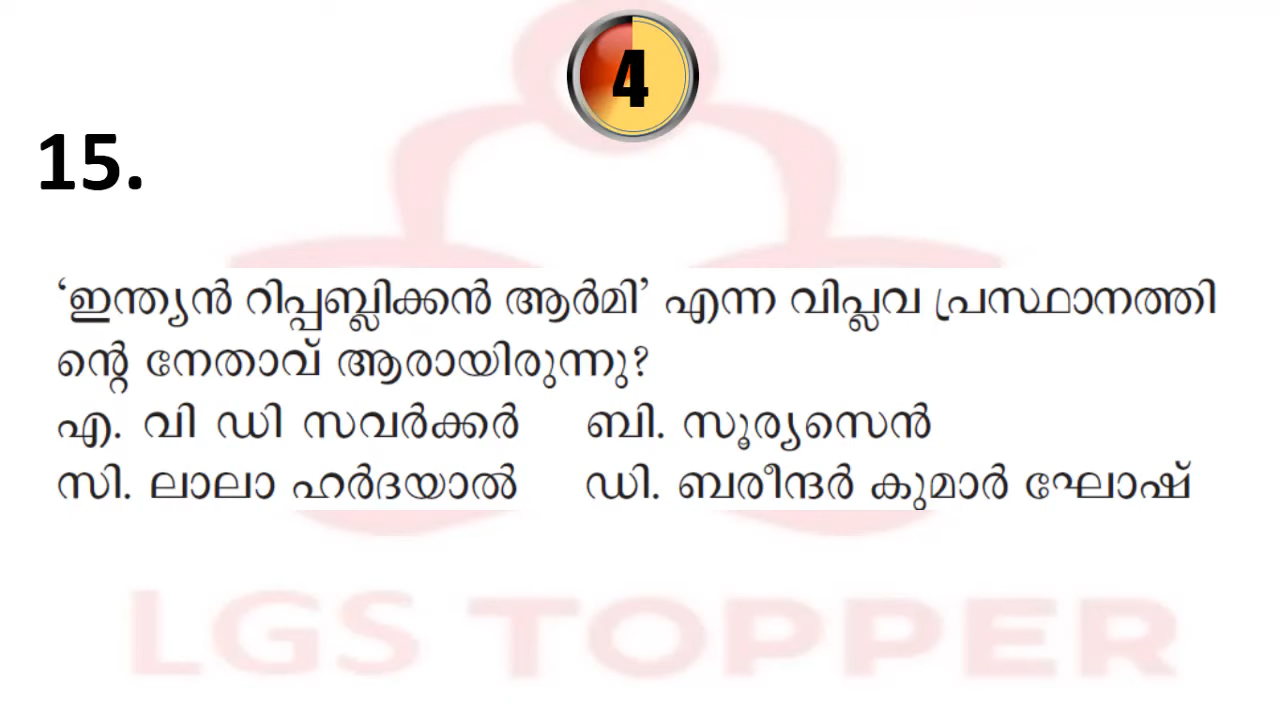 4
15.
‘ഇന്ത്യൻ റിപ്പബ്ലിക്കൻ ആർമി’ എന്ന വിപ്ലവ പ്രസ്ഥാനത്തി
ന്റെ നേതാവ് ആരായിരുന്നു?
എ. വി ഡി സവർക്കർ ബി. സൂര്യസെൻ
സി. ലാലാ ഹർദയാൽ ഡി. ബരീന്ദർ കുമാർ ഘോഷ്
LGS TOPPER